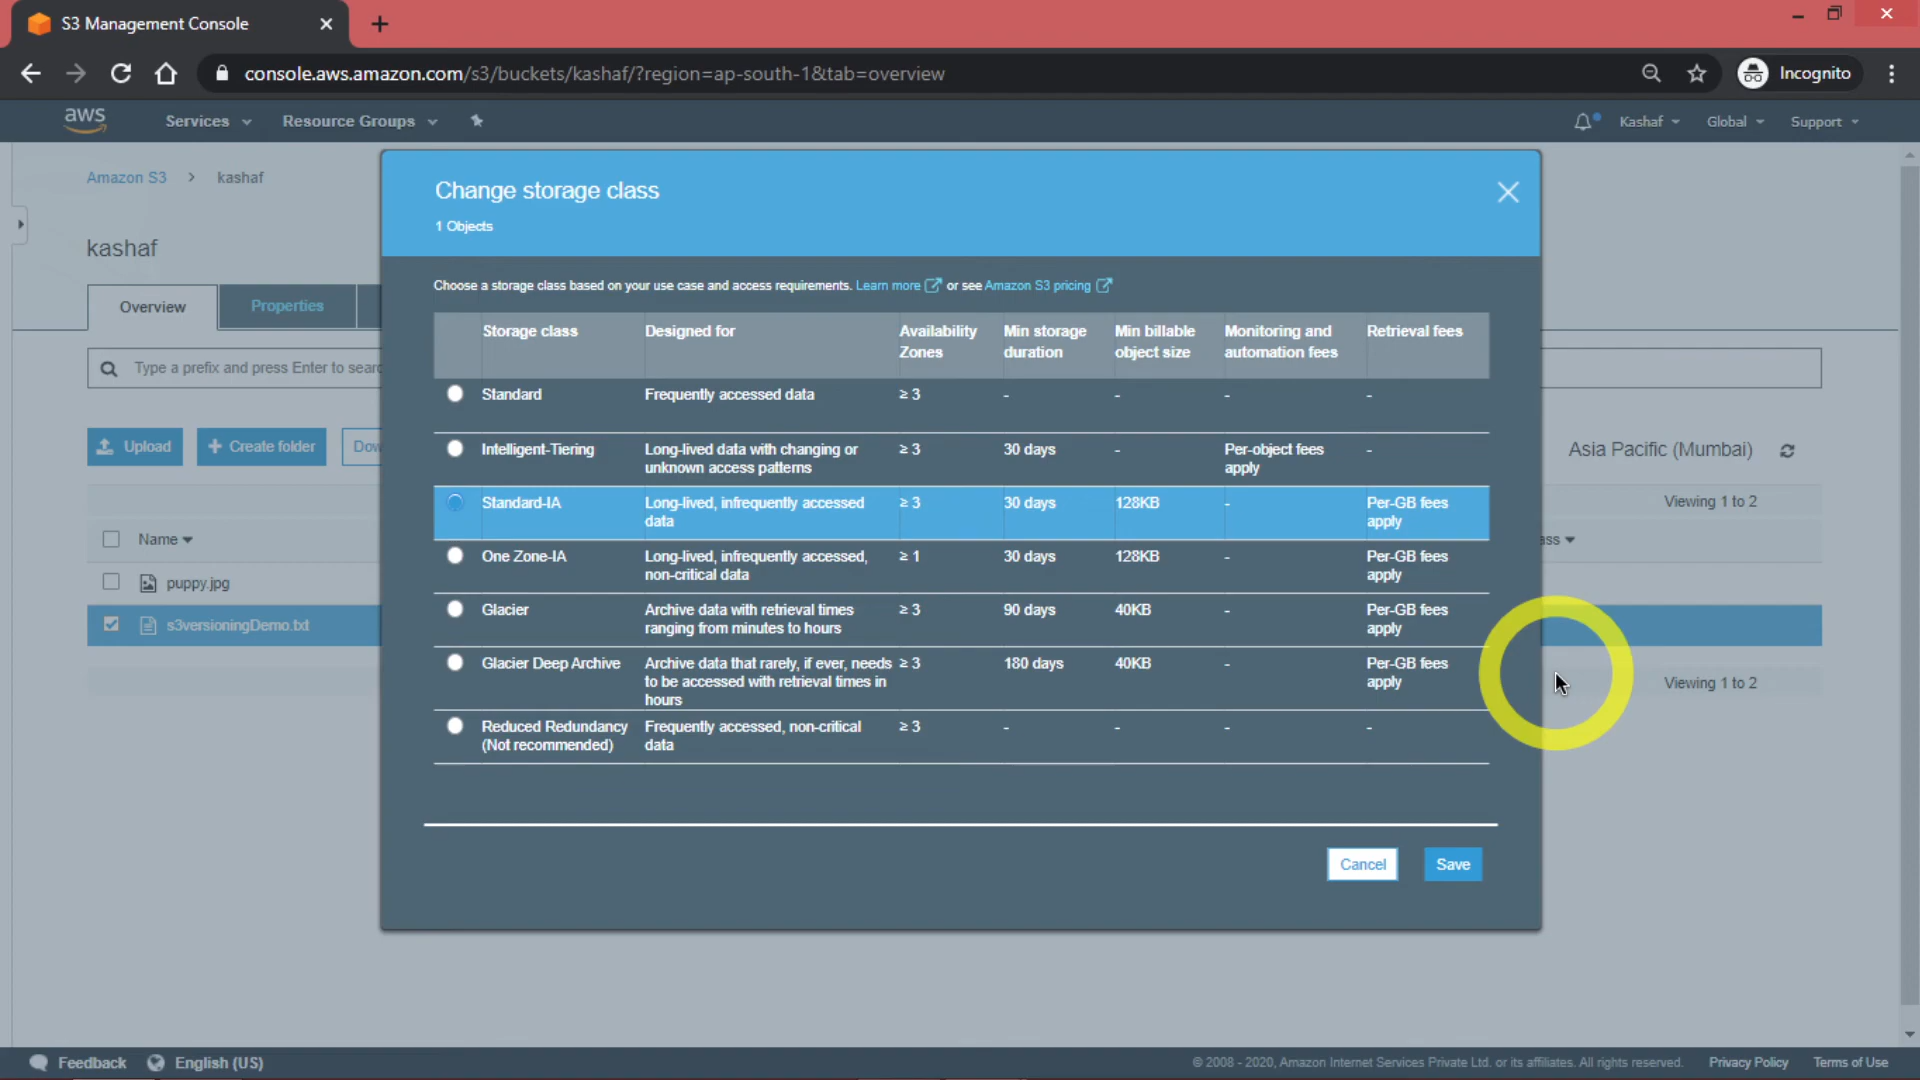 S3 Management Console
console.aws.amazon.com/s3/buckets/kashaf/?region=ap-south-1&tab=overview
Incognito
aws
Services
Resource Groups
Kashaf
Global
Support
Amazon S3 > kashaf
kashaf
Overview
Properties
Type a prefix and press Enter to searc
Upload
Create folder
Dow
Asia Pacific (Mumbai)
Viewing 1 to 2
Name
ass
puppy.jpg
s3versioningDemo.txt
Viewing 1 to 2
Change storage class
1 Objects
Choose a storage class based on your use case and access requirements. Learn more or see Amazon S3 pricing
Storage class
Designed for
Availability Zones
Min storage duration
Min billable object size
Monitoring and automation fees
Retrieval fees
Standard
Frequently accessed data
≥ 3
-
-
-
-
Intelligent-Tiering
Long-lived data with changing or
unknown access patterns
≥ 3
30 days
-
Per-object fees
apply
-
Standard-IA
Long-lived, infrequently accessed
data
≥ 3
30 days
128KB
-
Per-GB fees
apply
One Zone-IA
Long-lived, infrequently accessed,
non-critical data
≥ 1
30 days
128KB
-
Per-GB fees
apply
Glacier
Archive data with retrieval times
ranging from minutes to hours
≥ 3
90 days
40KB
-
Per-GB fees
apply
Glacier Deep Archive
Archive data that rarely, if ever, needs
to be accessed with retrieval times in
hours
≥ 3
180 days
40KB
-
Per-GB fees
apply
Reduced Redundancy
(Not recommended)
Frequently accessed, non-critical
data
≥ 3
-
-
-
-
Cancel
Save
Feedback
English (US)
© 2008 - 2020, Amazon Internet Services Private Ltd. or its affiliates. All rights reserved.
Privacy Policy
Terms of Use